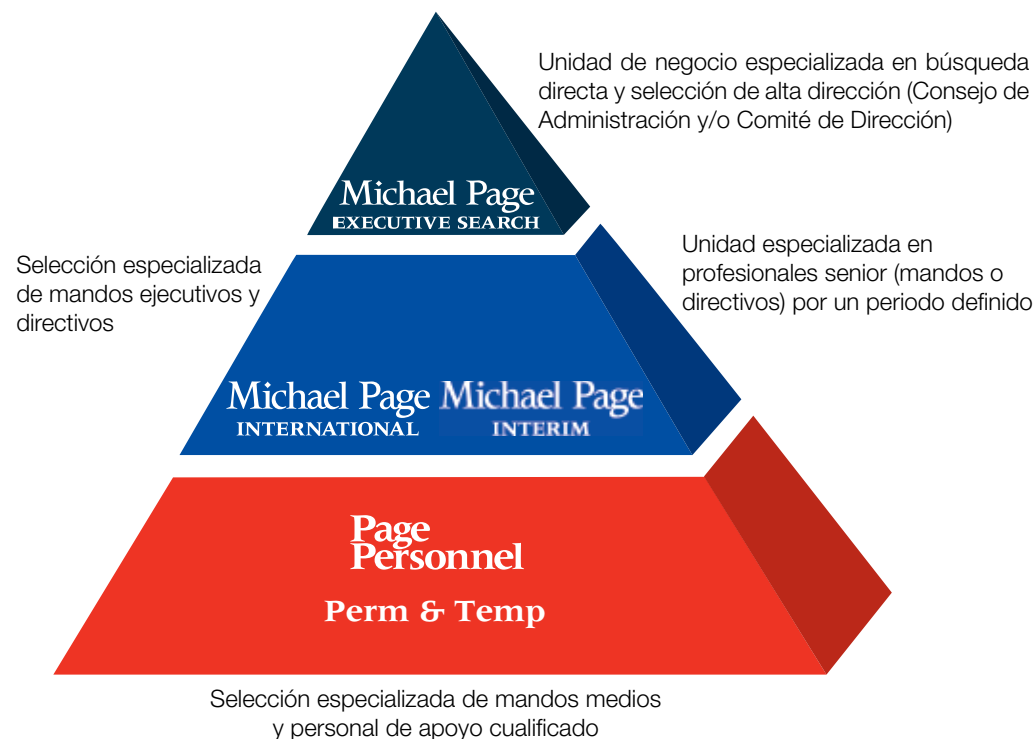 Unidad de negocio especializada en búsqueda
directa y selección de alta dirección (Consejo de
Administración y/o Comité de Dirección)
Michael Page
EXECUTIVE SEARCH
Selección especializada
de mandos ejecutivos y
directivos
Unidad especializada en
profesionales senior (mandos o
directivos) por un periodo definido
Michael Page
INTERNATIONAL
Michael Page
INTERIM
Page
Personnel
Perm & Temp
Selección especializada de mandos medios
y personal de apoyo cualificado